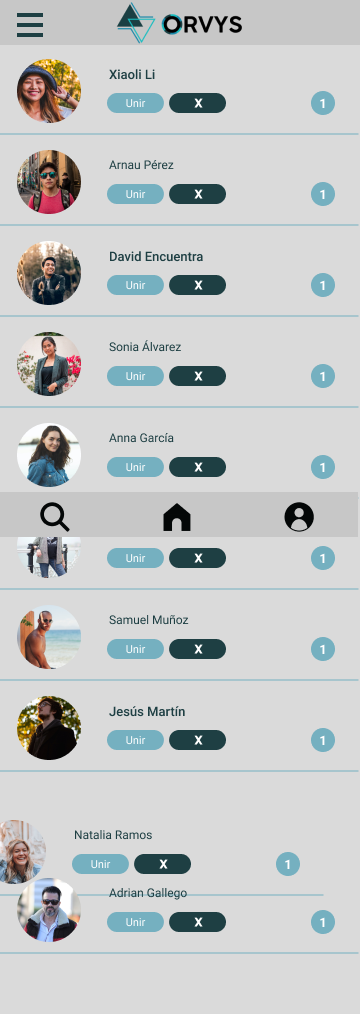 ORVYS
Xiaoli Li
Unir X 1
Arnau Pérez
Unir X 1
David Encuentra
Unir X 1
Sonia Álvarez
Unir X 1
Anna García
Unir X 1
Unir X 1
Samuel Muñoz
Unir X 1
Jesús Martín
Unir X 1
Natalia Ramos
Unir X 1
Adrian Gallego
Unir X 1